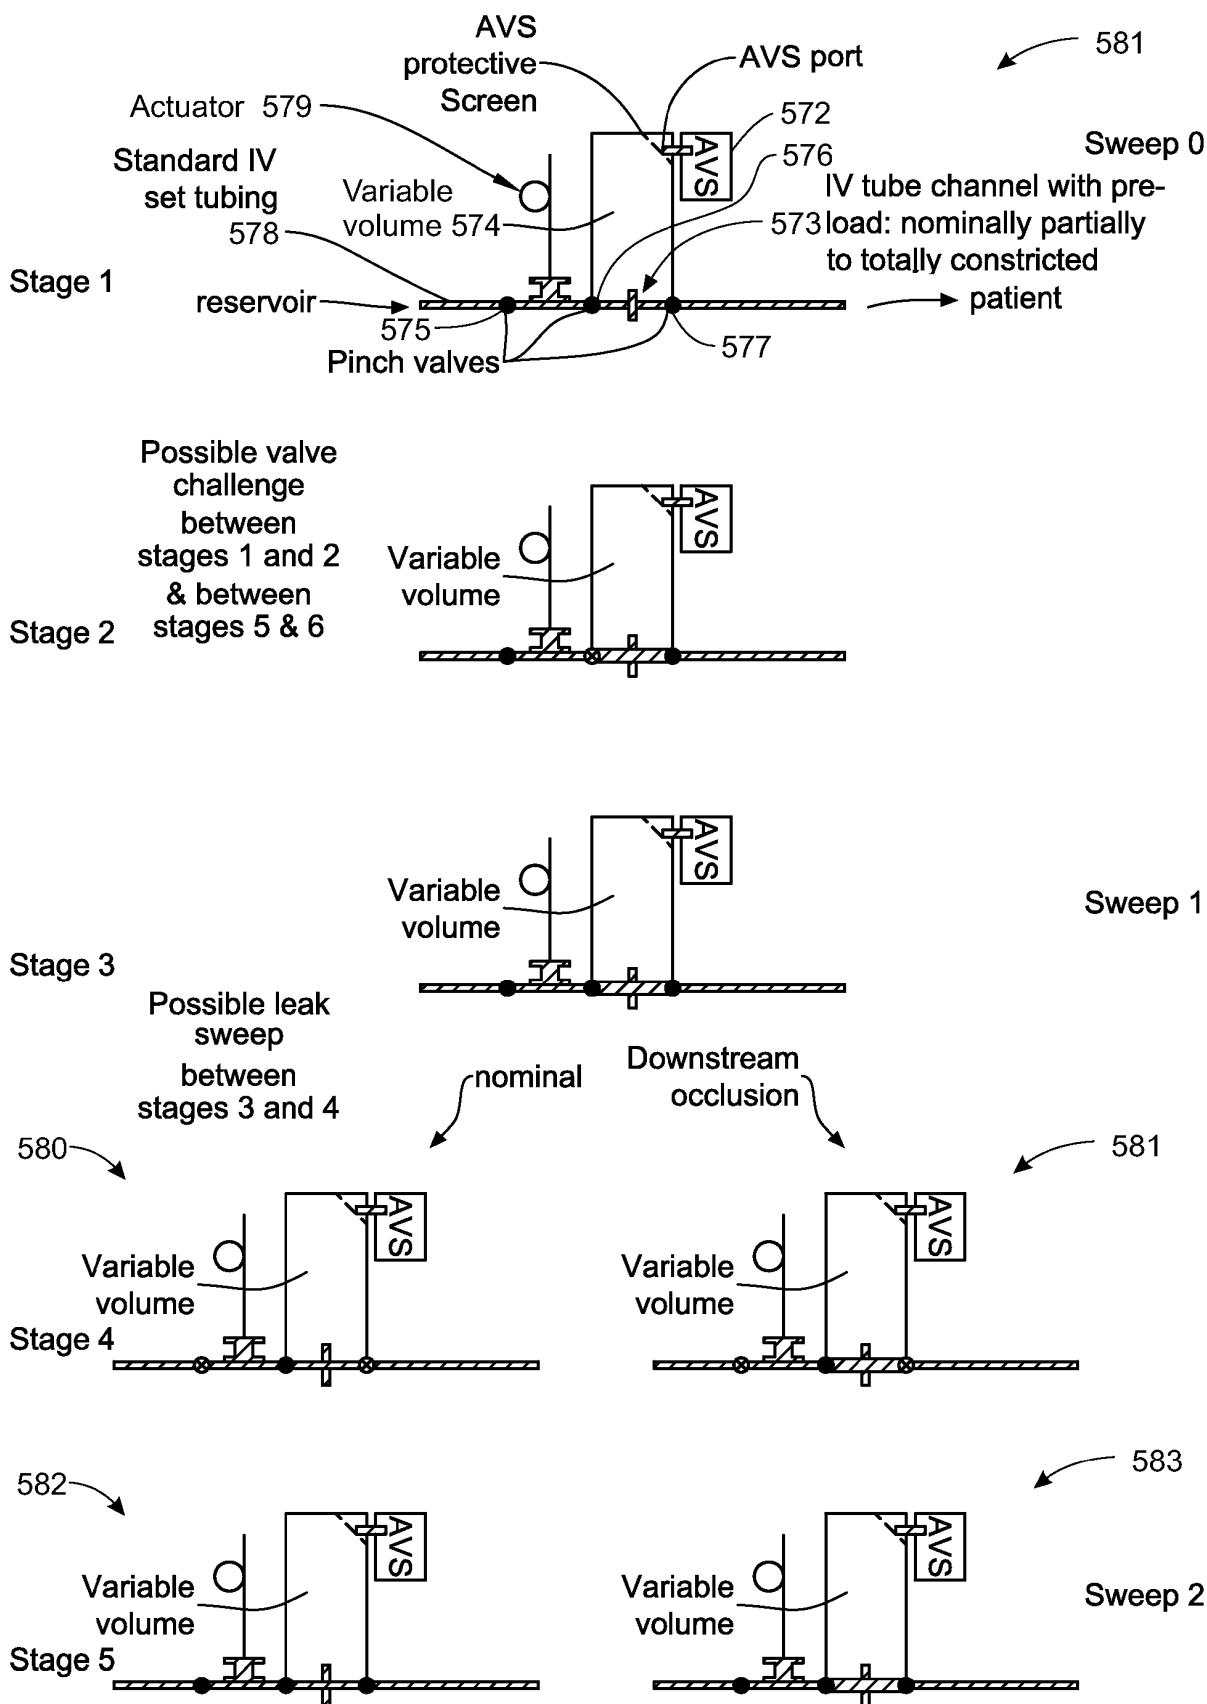 AVS
protective
Screen
AVS port
581
Actuator 579
572
576
Sweep 0
Standard IV
set tubing
578
Variable
volume 574
AVS
573
IV tube channel with pre-
load: nominally partially
to totally constricted
Stage 1
reservoir
patient
575
577
Pinch valves
Possible valve
challenge
between
stages 1 and 2
& between
stages 5 & 6
AVS
Variable
volume
Stage 2
AVS
Variable
volume
Sweep 1
Stage 3
Possible leak
sweep
between
stages 3 and 4
nominal
Downstream
occlusion
580
581
AVS
AVS
Variable
volume
Variable
volume
Stage 4
582
583
AVS
AVS
Variable
volume
Variable
volume
Sweep 2
Stage 5